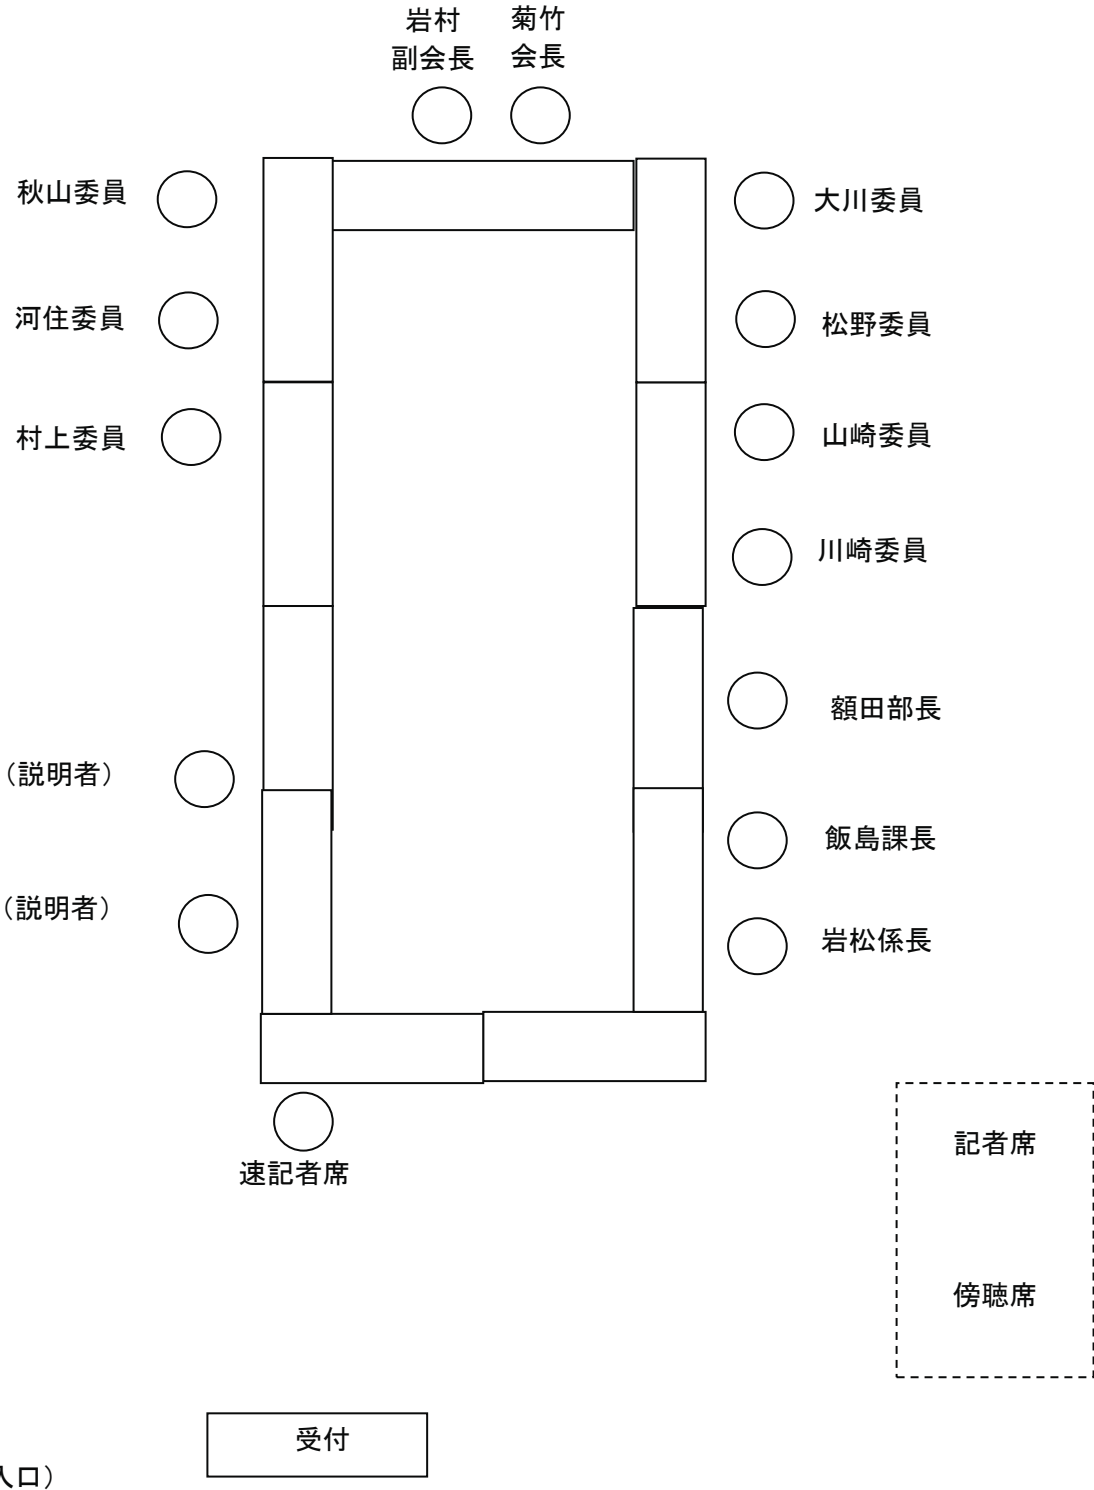 岩村
副会長
菊竹
会長
秋山委員
大川委員
河住委員
松野委員
村上委員
山崎委員
川崎委員
額田部長
（説明者）
飯島課長
（説明者）
岩松係長
速記者席
記者席
傍聴席
受付
入口）